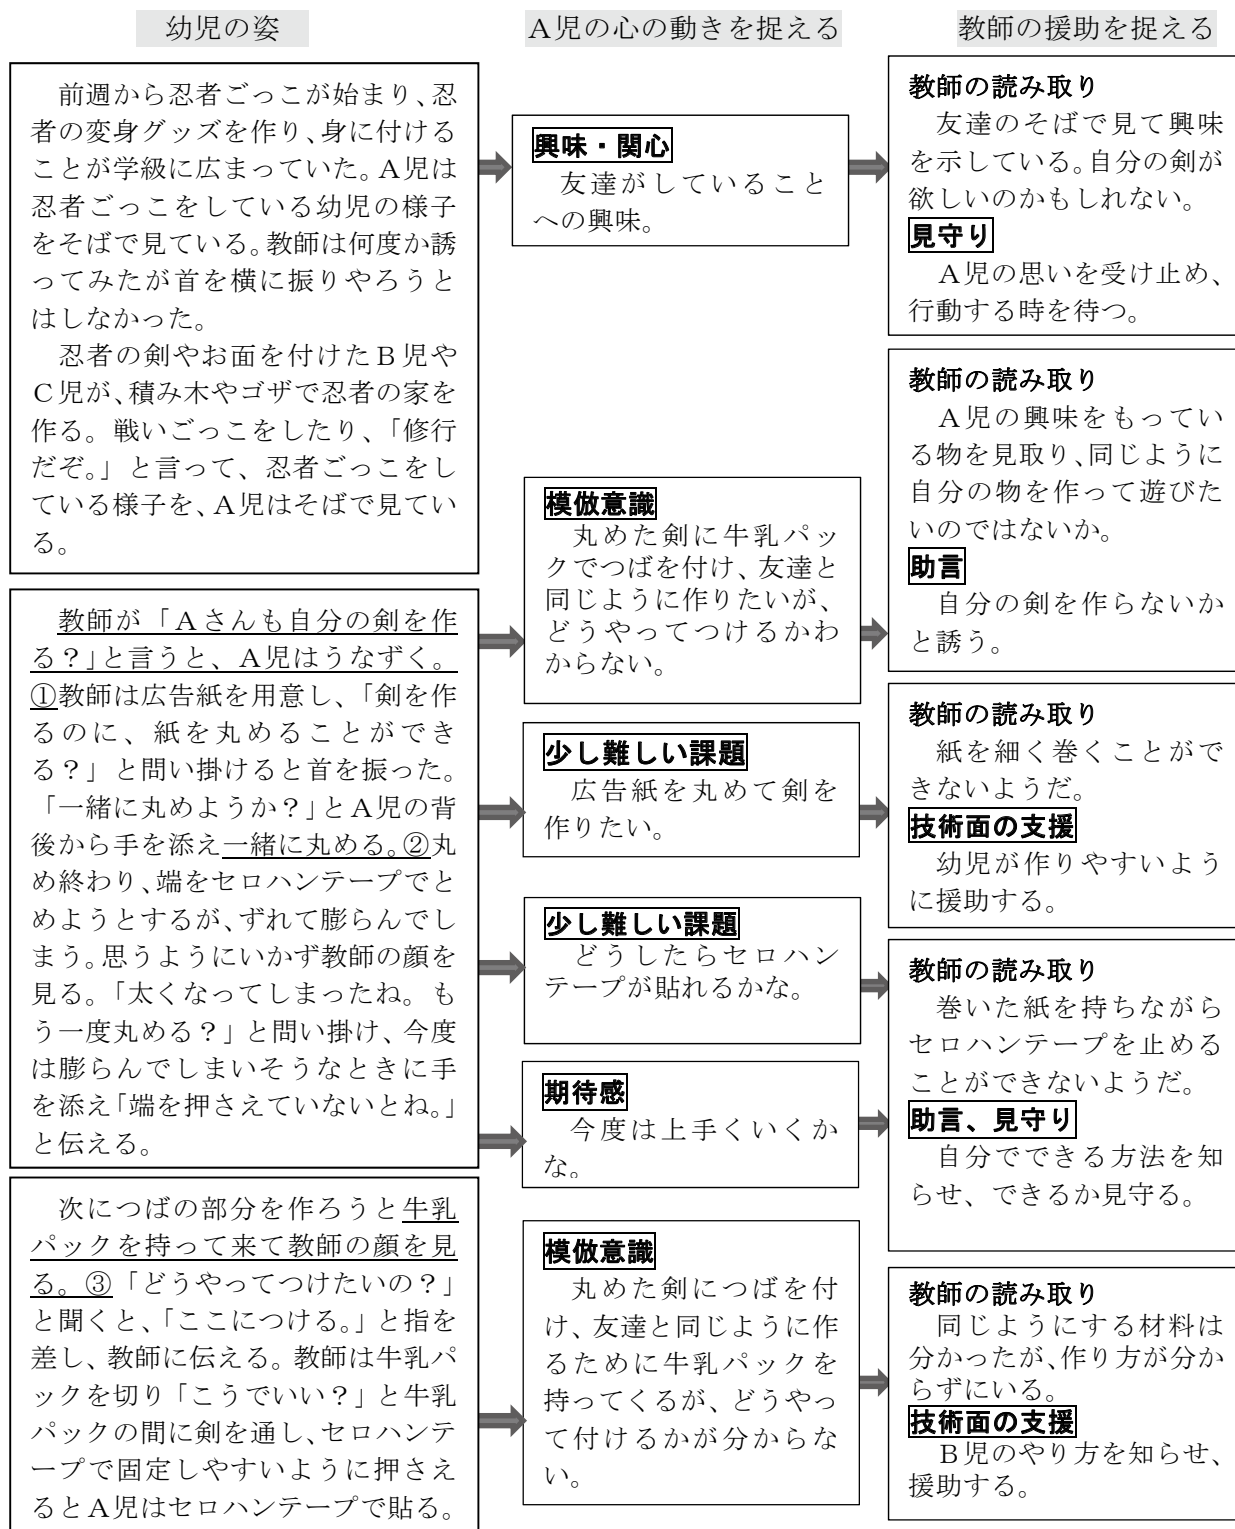 幼児の姿
A児の心の動きを捉える
教師の援助を捉える
前週から忍者ごっこが始まり、忍
者の変身グッズを作り、身に付ける
ことが学級に広まっていた。A児は
忍者ごっこをしている幼児の様子
をそばで見ている。教師は何度か誘
ってみたが首を横に振りやろうと
はしなかった。
忍者の剣やお面を付けたB児や
C児が、積み木やゴザで忍者の家を
作る。戦いごっこをしたり、「修行
だぞ。」と言って、忍者ごっこをし
ている様子を、A児はそばで見てい
る。
教師が「Aさんも自分の剣を作
る?」と言うと、A児はうなずく。
①教師は広告紙を用意し、「剣を作
るのに、紙を丸めることができ
る?」と問い掛けると首を振った。
「一緒に丸めようか?」とA児の背
後から手を添え一緒に丸める。②丸
め終わり、端をセロハンテープでと
めようとするが、ずれて膨らんでし
まう。思うようにいかず教師の顔を
見る。「太くなってしまったね。も
う一度丸める?」と問い掛け、今度
は膨らんでしまいそうなときに手
を添え「端を押さえていないとね。」
と伝える。
次につばの部分を作ろうと牛乳
パックを持って来て教師の顔を見
る。③「どうやってつけたいの?」
と聞くと、「ここにつける。」と指を
差し、教師に伝える。教師は牛乳パ
ックを切り「こうでいい?」と牛乳
パックの間に剣を通し、セロハンテ
ープで固定しやすいように押さえ
るとA児はセロハンテープで貼る。
興味・関心
友達がしていること
への興味。
模倣意識
丸めた剣に牛乳パッ
クでつばを付け、友達と
同じように作りたいが、
どうやってつけるかわ
からない。
少し難しい課題
広告紙を丸めて剣を
作りたい。
少し難しい課題
どうしたらセロハン
テープが貼れるかな。
期待感
今度は上手くいくか
な。
模倣意識
丸めた剣につばを付
け、友達と同じように作
るために牛乳パックを
持ってくるが、どうやっ
て付けるかが分からな
い。
教師の読み取り
友達のそばで見て興味
を示している。自分の剣が
欲しいのかもしれない。
見守り
A児の思いを受け止め、
行動する時を待つ。
教師の読み取り
A児の興味をもってい
る物を見取り、同じように
自分の物を作って遊びた
いのではないか。
助言
自分の剣を作らないか
と誘う。
教師の読み取り
紙を細く巻くことがで
きないようだ。
技術面の支援
幼児が作りやすいよう
に援助する。
教師の読み取り
巻いた紙を持ちながら
セロハンテープを止める
ことができないようだ。
助言、見守り
自分でできる方法を知
らせ、できるか見守る。
教師の読み取り
同じようにする材料は
分かったが、作り方が分か
らずにいる。
技術面の支援
B児のやり方を知らせ、
援助する。